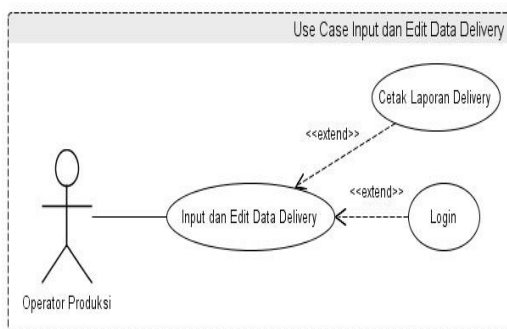 Use Case Input dan Edit Data Delivery
Cetak Laporan Delivery
<<extend>>
<<extend>>
Input dan Edit Data Delivery
Login
Operator Produksi